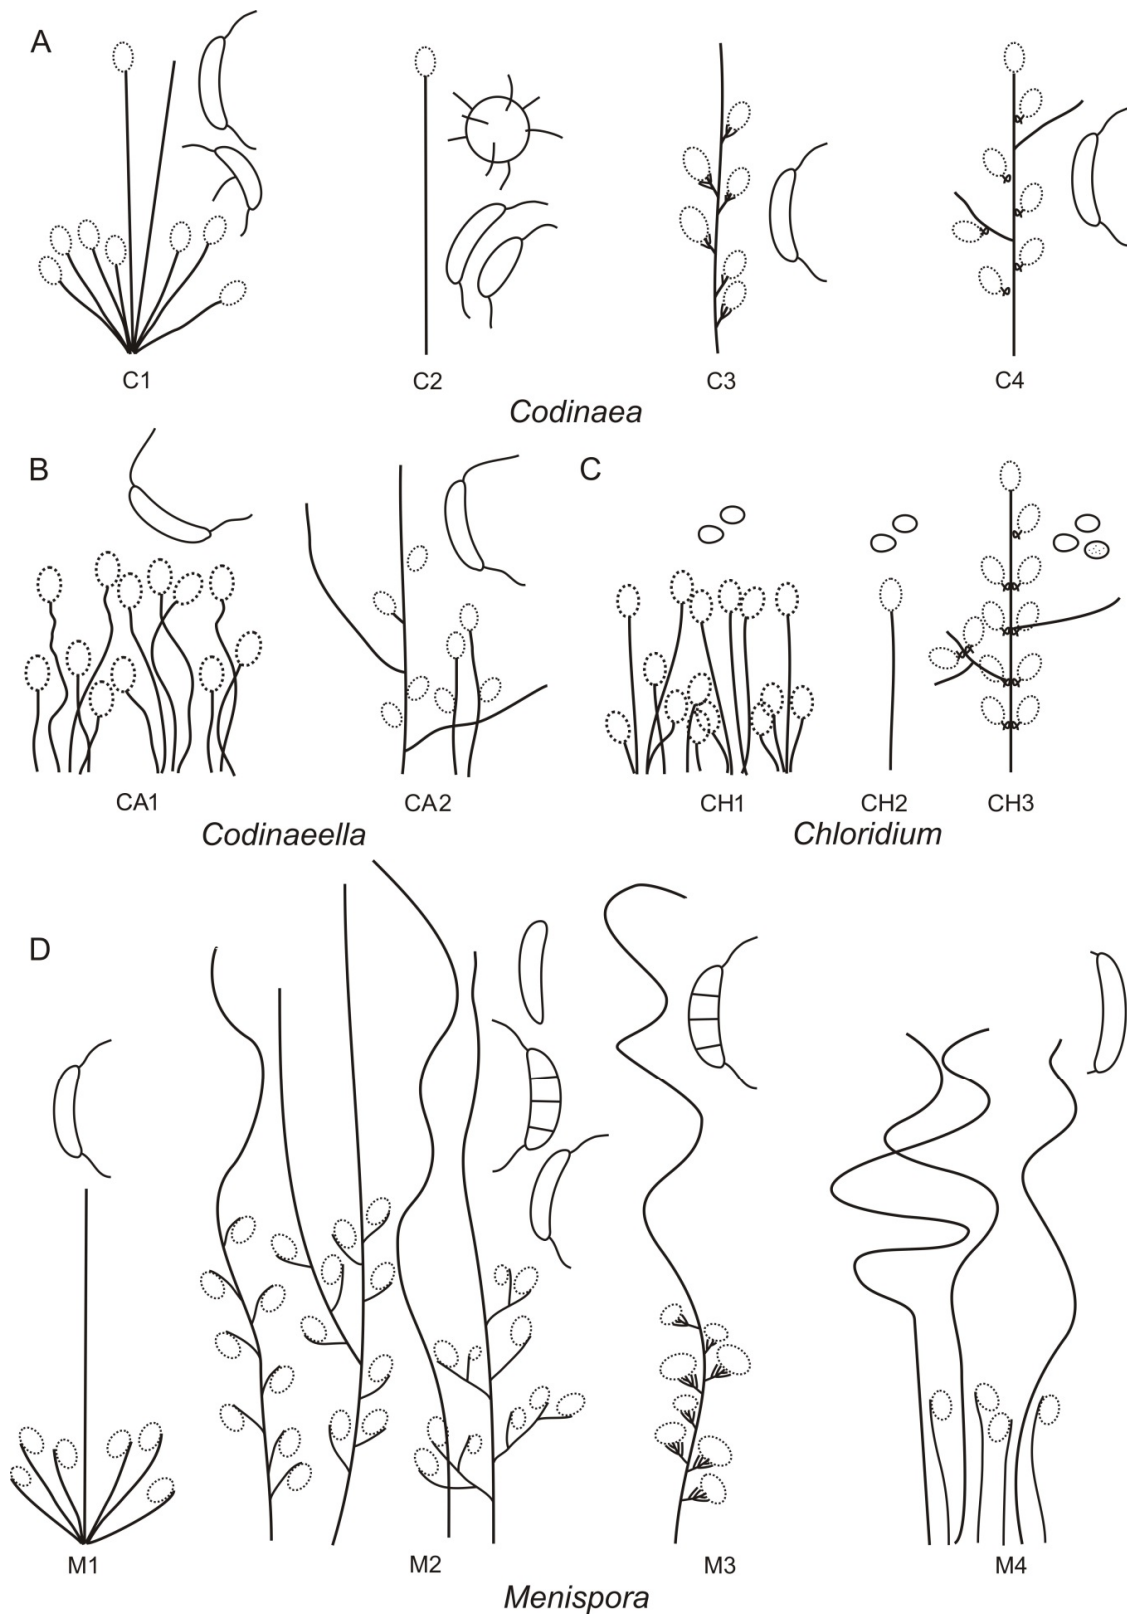 A
C1 C2 C3 C4
Codinaea
B C
CA1 CA2 CH1 CH2 CH3
Codinaeella Chloridium
D
M1 M2 M3 M4
Menispora